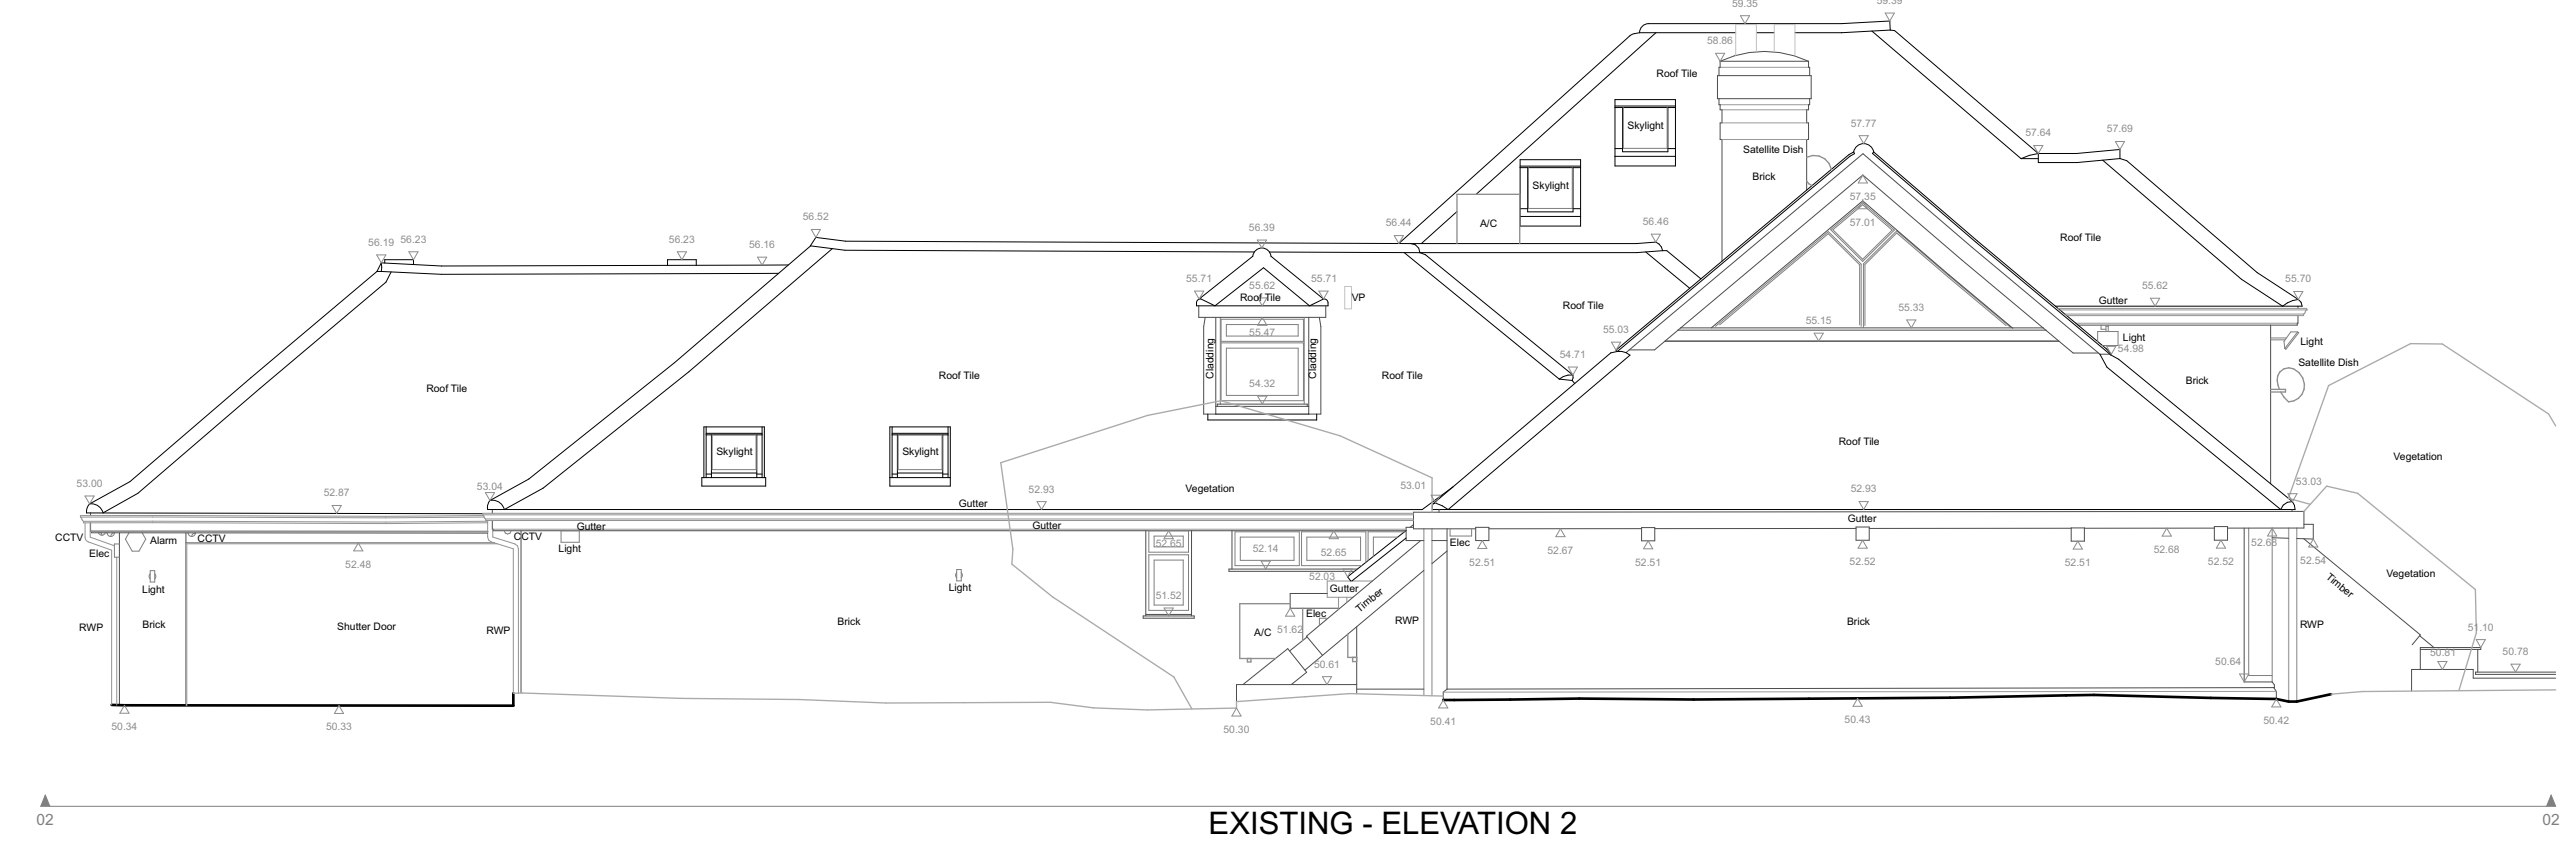 59.35
59.39
58.86
Roof Tile
Skylight
57.77
57.64
57.69
Satellite Dish
Brick
Skylight
57.35
A/C
57.01
56.52
56.44
56.46
56.39
56.19
56.23
56.23
56.16
Roof Tile
55.71
55.62
55.71
Roof Tile
VP
55.70
55.62
Gutter
Roof Tile
55.33
55.15
55.47
55.03
Light
54.98
Light
Cladding
Cladding
54.71
Satellite Dish
Roof Tile
Roof Tile
Roof Tile
54.32
Brick
Roof Tile
Skylight
Skylight
Vegetation
53.00
53.04
52.87
Gutter
52.93
Vegetation
53.01
52.93
53.03
Gutter
Gutter
Gutter
CCTV
Alarm
CCTV
CCTV
Elec
Light
52.65
52.14
52.65
Elec
52.68
52.48
52.51
52.67
52.51
52.52
52.51
52.68
52.52
52.54
Light
Light
52.03
Gutter
Timber
Timber
Vegetation
51.52
Elec
RWP
Brick
Shutter Door
RWP
Brick
A/C
51.62
RWP
Brick
RWP
51.10
50.81
50.78
50.61
50.64
50.34
50.33
50.30
50.41
50.43
50.42
02
EXISTING - ELEVATION 2
02